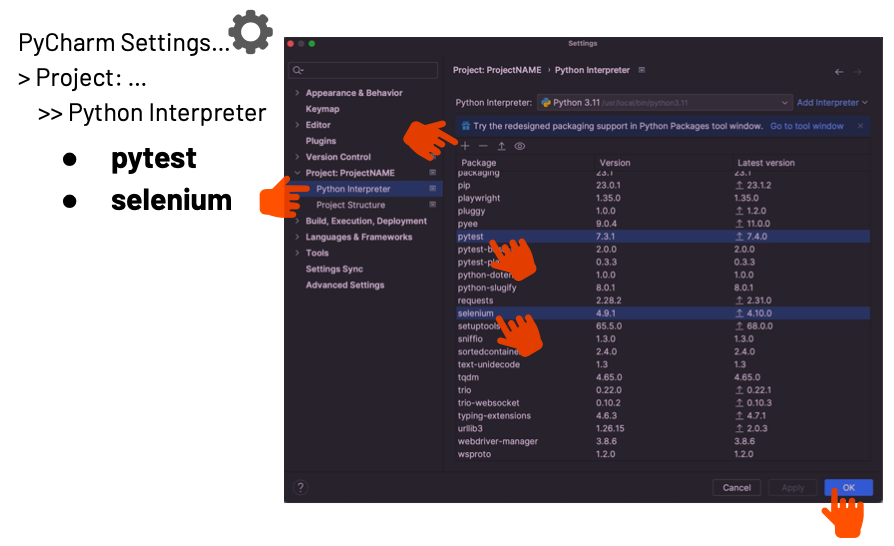 PyCharm Settings...
> Project: ...
>> Python Interpreter
● pytest
● selenium
Settings
Appearance & Behavior
Keymap
Editor
Plugins
Version Control
Project: ProjectNAME
Python Interpreter
Project Structure
Build, Execution, Deployment
Languages & Frameworks
Tools
Settings Sync
Advanced Settings
Project: ProjectNAME › Python Interpreter
Python Interpreter: Python 3.11 /usr/local/bin/python3.11 Add Interpreter
Try the redesigned packaging support in Python Packages tool window. Go to tool window
Package Version Latest version
packaging 23.1 23.1
pip 23.0.1 23.1.2
playwright 1.35.0 1.35.0
pluggy 1.0.0 1.2.0
pyee 9.0.4 11.0.0
pytest 7.3.1 7.4.0
2.0.0 2.0.0
0.3.3 0.3.3
1.0.0 1.0.0
python-slugify 8.0.1 8.0.1
requests 2.28.2 2.31.0
selenium 4.9.1 4.10.0
setuptools 65.5.0 68.0.0
sniffio 1.3.0 1.3.0
2.4.0 2.4.0
text-unidecode 1.3 1.3
tqdm 4.65.0 4.65.0
trio 0.22.0 0.22.1
trio-websocket 0.10.2 0.10.3
typing-extensions 4.6.3 4.7.1
urllib3 1.26.15 2.0.3
webdriver-manager 3.8.6 3.8.6
wsproto 1.2.0 1.2.0
? Cancel Apply OK